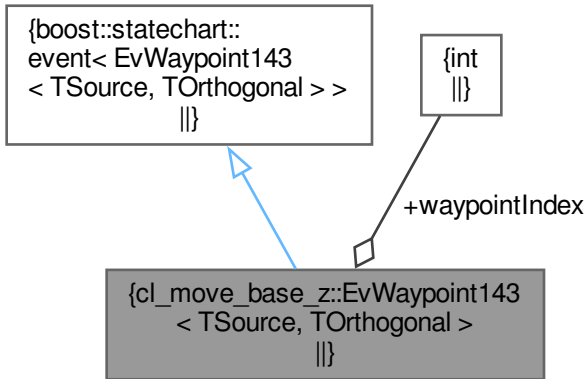 {boost::statechart::
event< EvWaypoint143
< TSource, TOrthogonal > >
||}
{int
||}
+waypointIndex
{cl_move_base_z::EvWaypoint143
< TSource, TOrthogonal >
||}